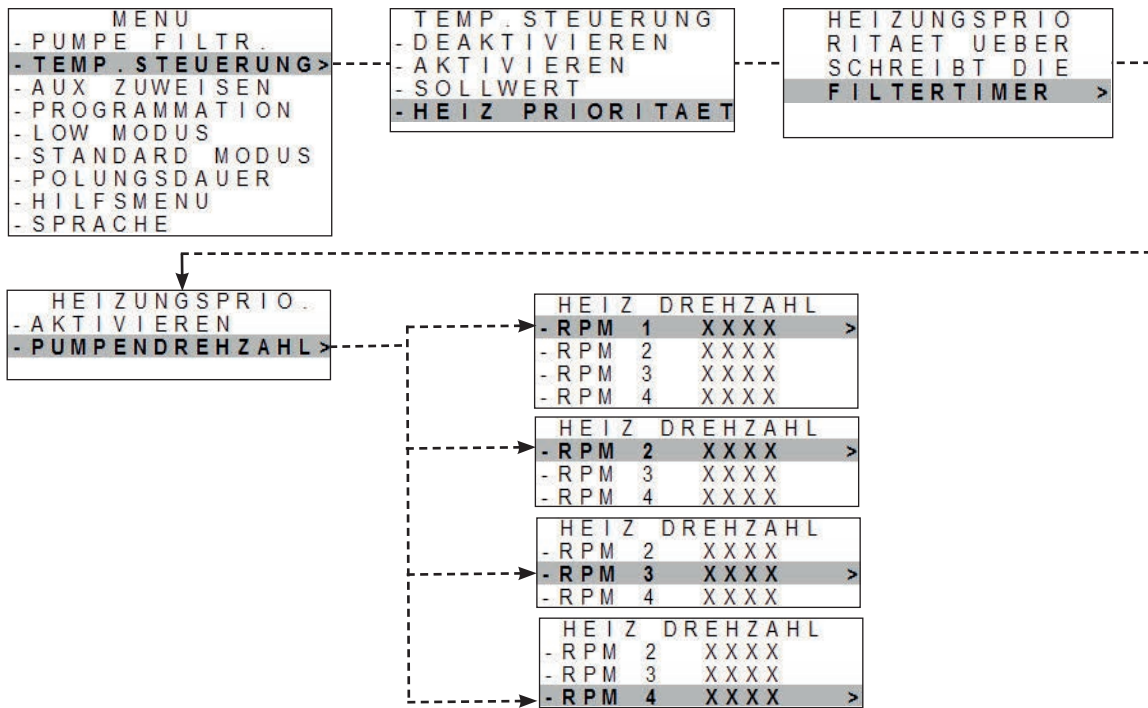 MENU
- PUMPE FILTR.
- TEMP.STEUERUNG>
- AUX ZUWEISEN
- PROGRAMMATION
- LOW MODUS
- STANDARD MODUS
- POLUNGSDAUER
- HILFSMENU
- SPRACHE
TEMP.STEUERUNG
- DEAKTIVIEREN
- AKTIVIEREN
- SOLLWERT
- HEIZ PRIORITAET
HEIZUNGSPRIO
RITAET UEBER
SCHREIBT DIE
FILTERTIMER >
HEIZUNGSPRIO.
- AKTIVIEREN
- PUMPENDREHZAHL>
HEIZ DREHZAHL
- RPM 1 XXXX >
- RPM 2 XXXX
- RPM 3 XXXX
- RPM 4 XXXX
HEIZ DREHZAHL
- RPM 2 XXXX >
- RPM 3 XXXX
- RPM 4 XXXX
HEIZ DREHZAHL
- RPM 2 XXXX
- RPM 3 XXXX >
- RPM 4 XXXX
HEIZ DREHZAHL
- RPM 2 XXXX
- RPM 3 XXXX
- RPM 4 XXXX >